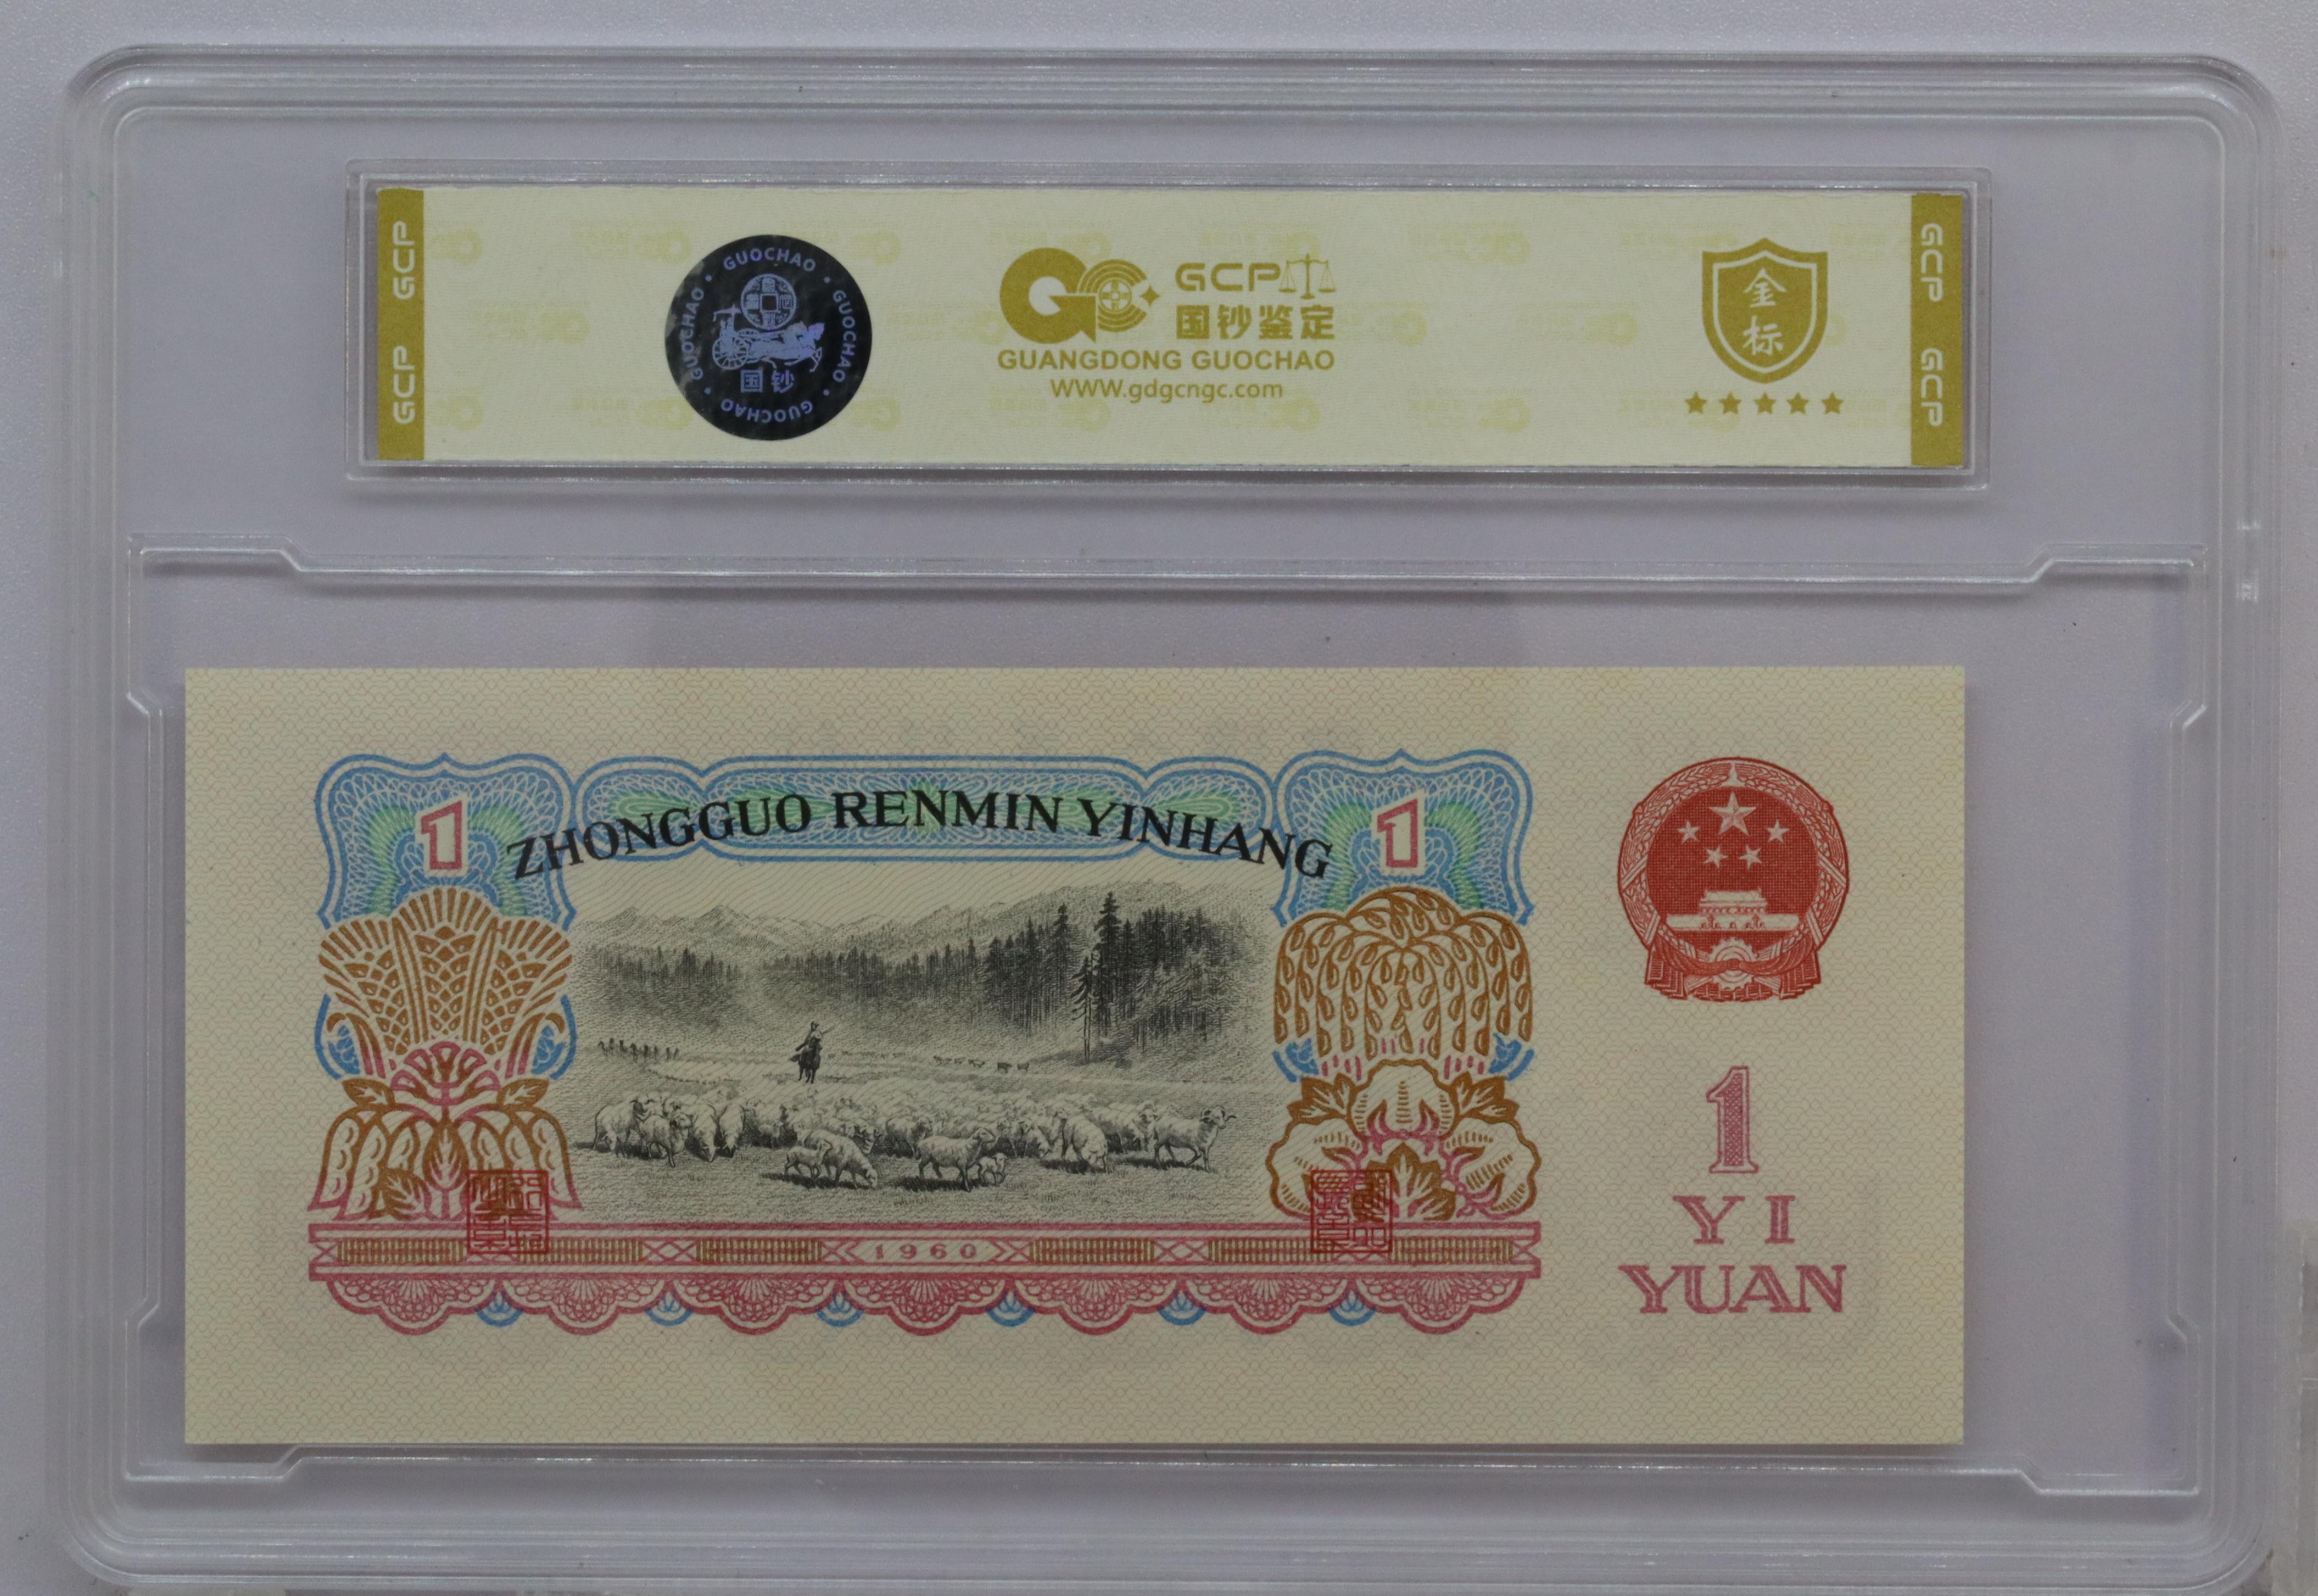 GCP GCP
GUOCHAO · GUOCHAO · GUOCHAO · GUOCHAO
国钞
GCP
国钞鉴定
GUANGDONG GUOCHAO
WWW.gdgcngc.com
金
标
GCP GCP
ZHONGGUO RENMIN YINHANG
1
1
1960
1
YI
YUAN